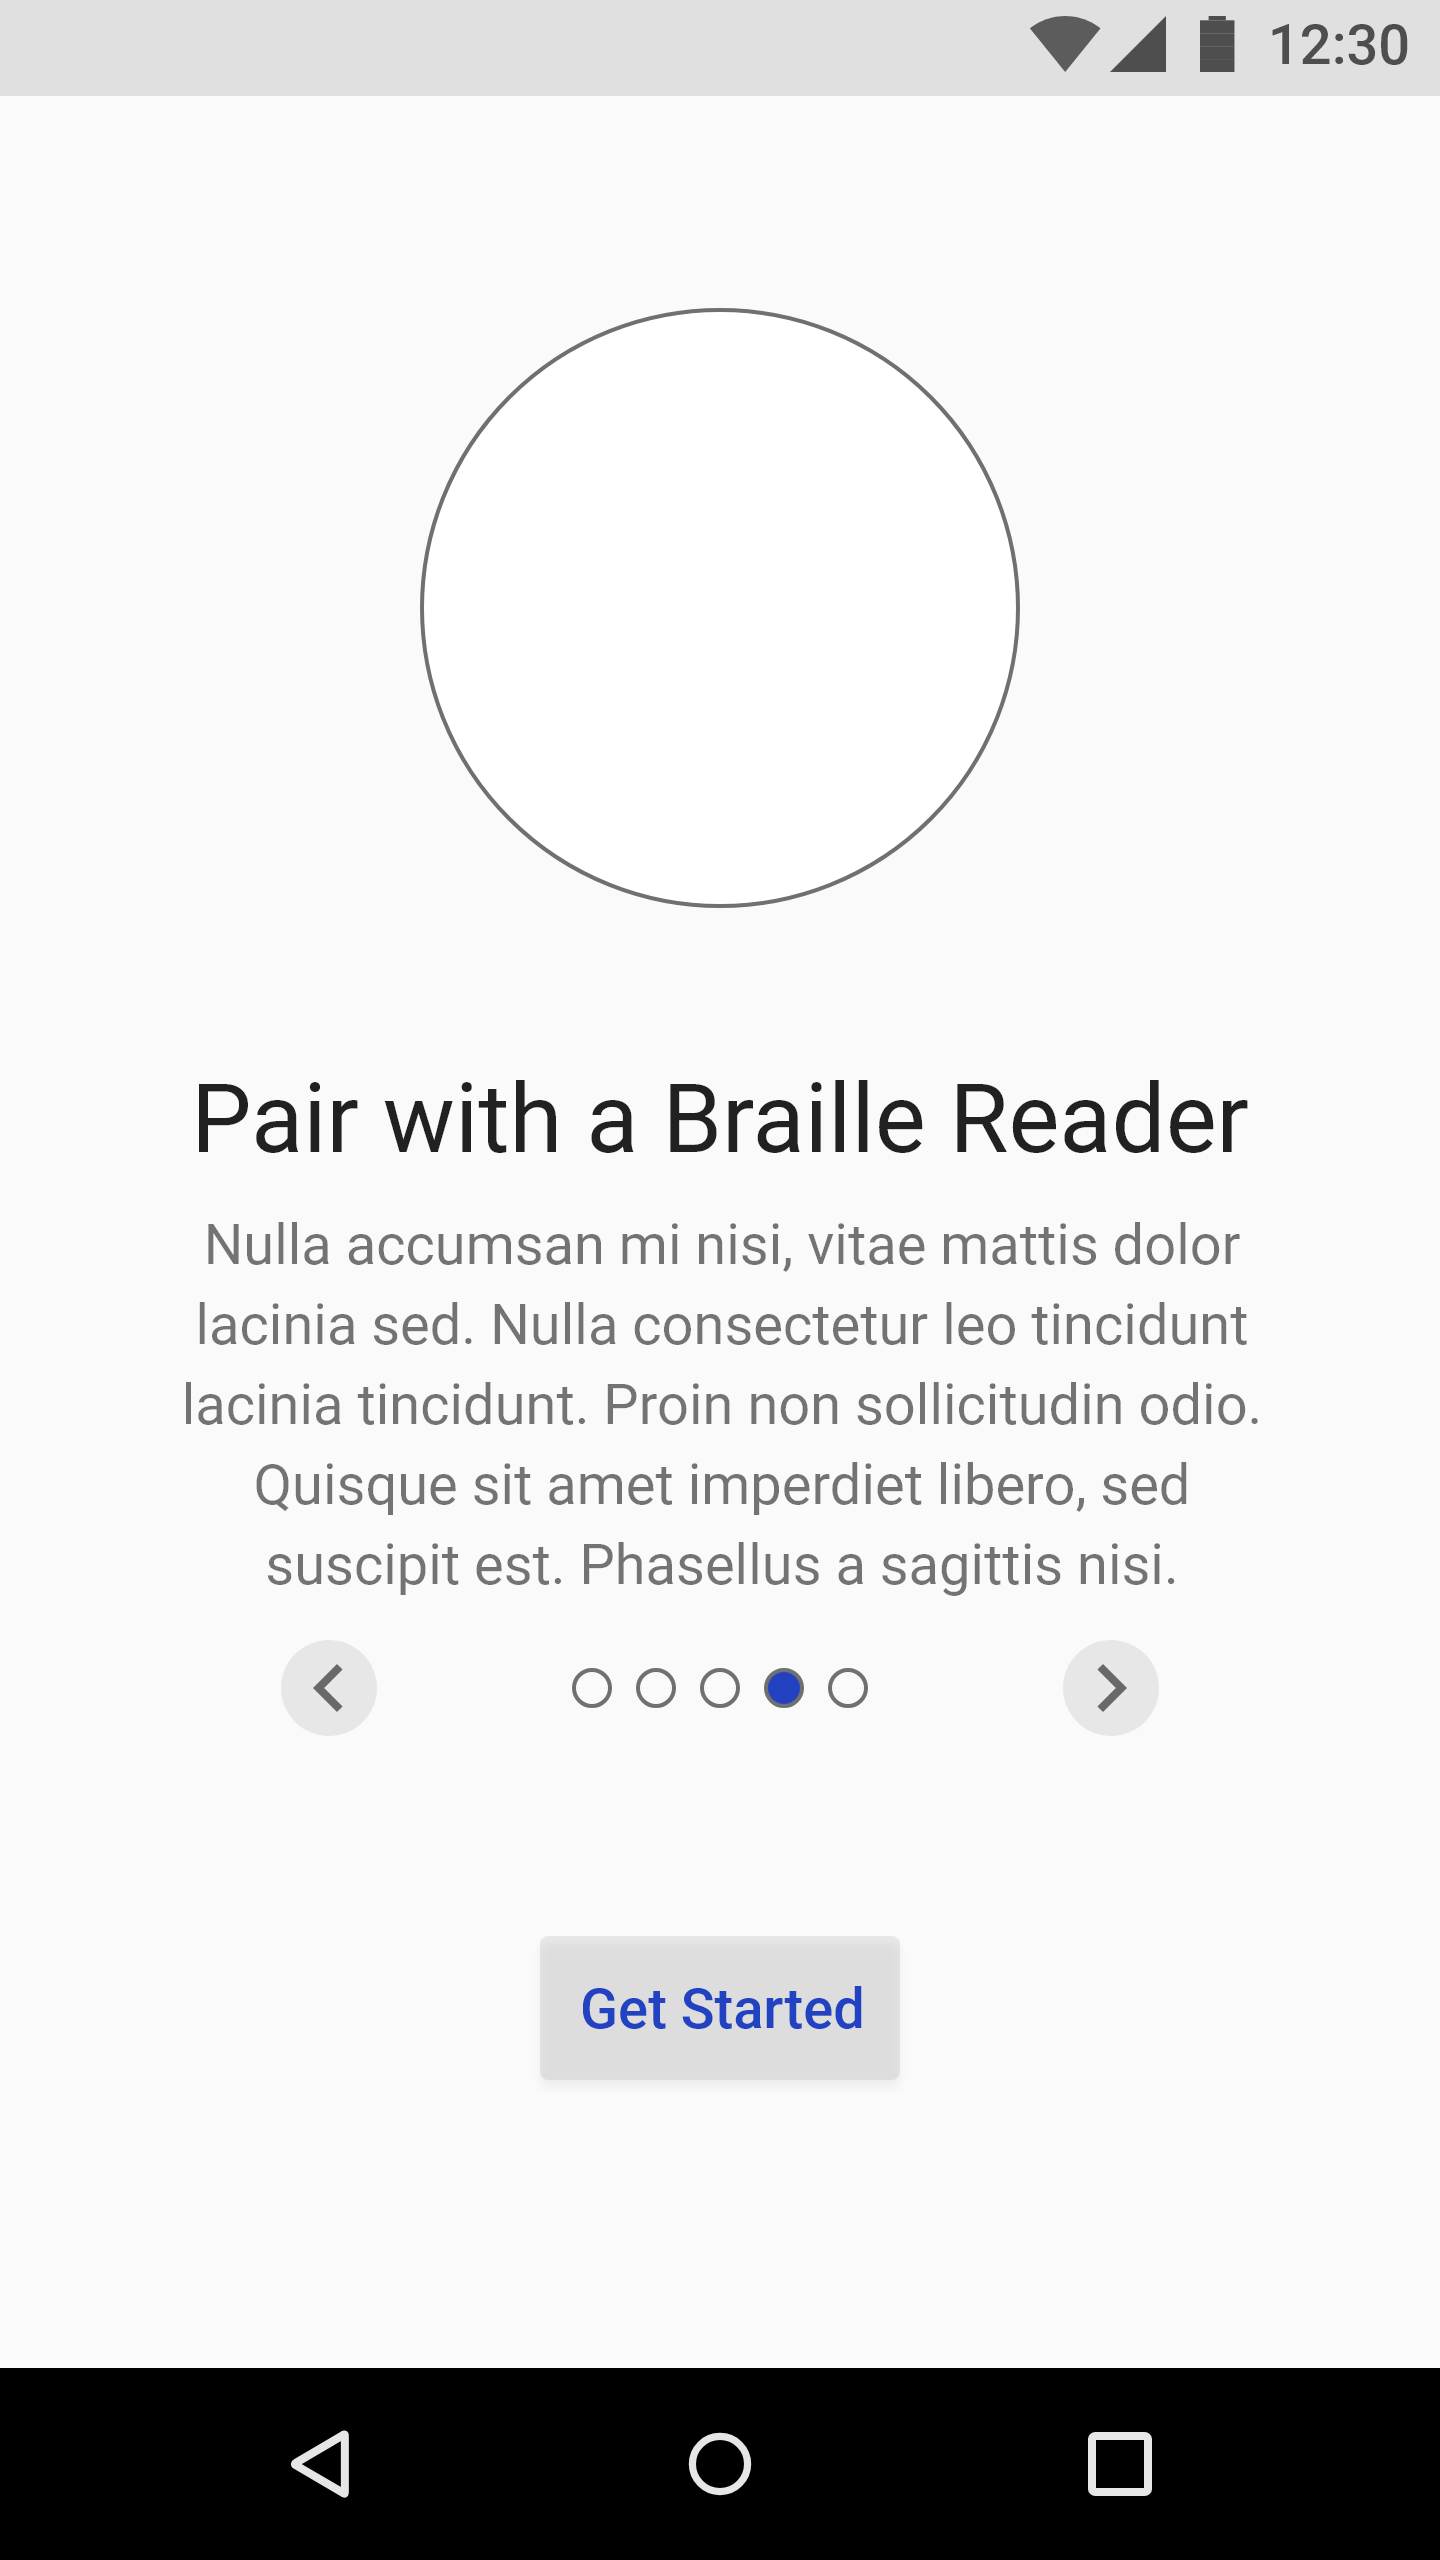 12:30
Pair with a Braille Reader
Nulla accumsan mi nisi, vitae mattis dolor
lacinia sed. Nulla consectetur leo tincidunt
lacinia tincidunt. Proin non sollicitudin odio.
Quisque sit amet imperdiet libero, sed
suscipit est. Phasellus a sagittis nisi.
Get Started